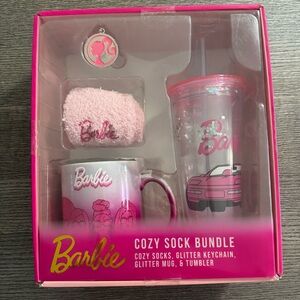 Barbie
Barbie
Barbie
Barbie
COZY SOCK BUNDLE
COZY SOCKS, GLITTER KEYCHAIN,
GLITTER MUG, & TUMBLER